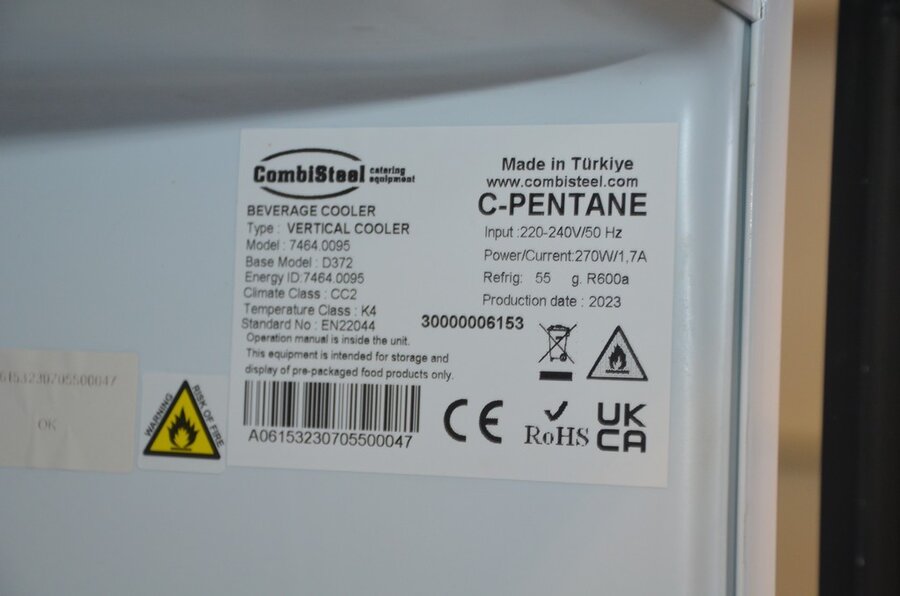 CombiSteel catering equipment
BEVERAGE COOLER
Type : VERTICAL COOLER
Model : 7464.0095
Base Model : D372
Energy ID:7464.0095
Climate Class : CC2
Temperature Class : K4
Standard No : EN22044
Operation manual is inside the unit.
This equipment is intended for storage and
display of pre-packaged food products only.
A06153230705500047
Made in Türkiye
www.combisteel.com
C-PENTANE
Input :220-240V/50 Hz
Power/Current:270W/1,7A
Refrig: 55 g. R600a
Production date : 2023
30000006153
CE
RoHS
UK
CA
6153230705500047
OK
WARNING
RISK OF FIRE